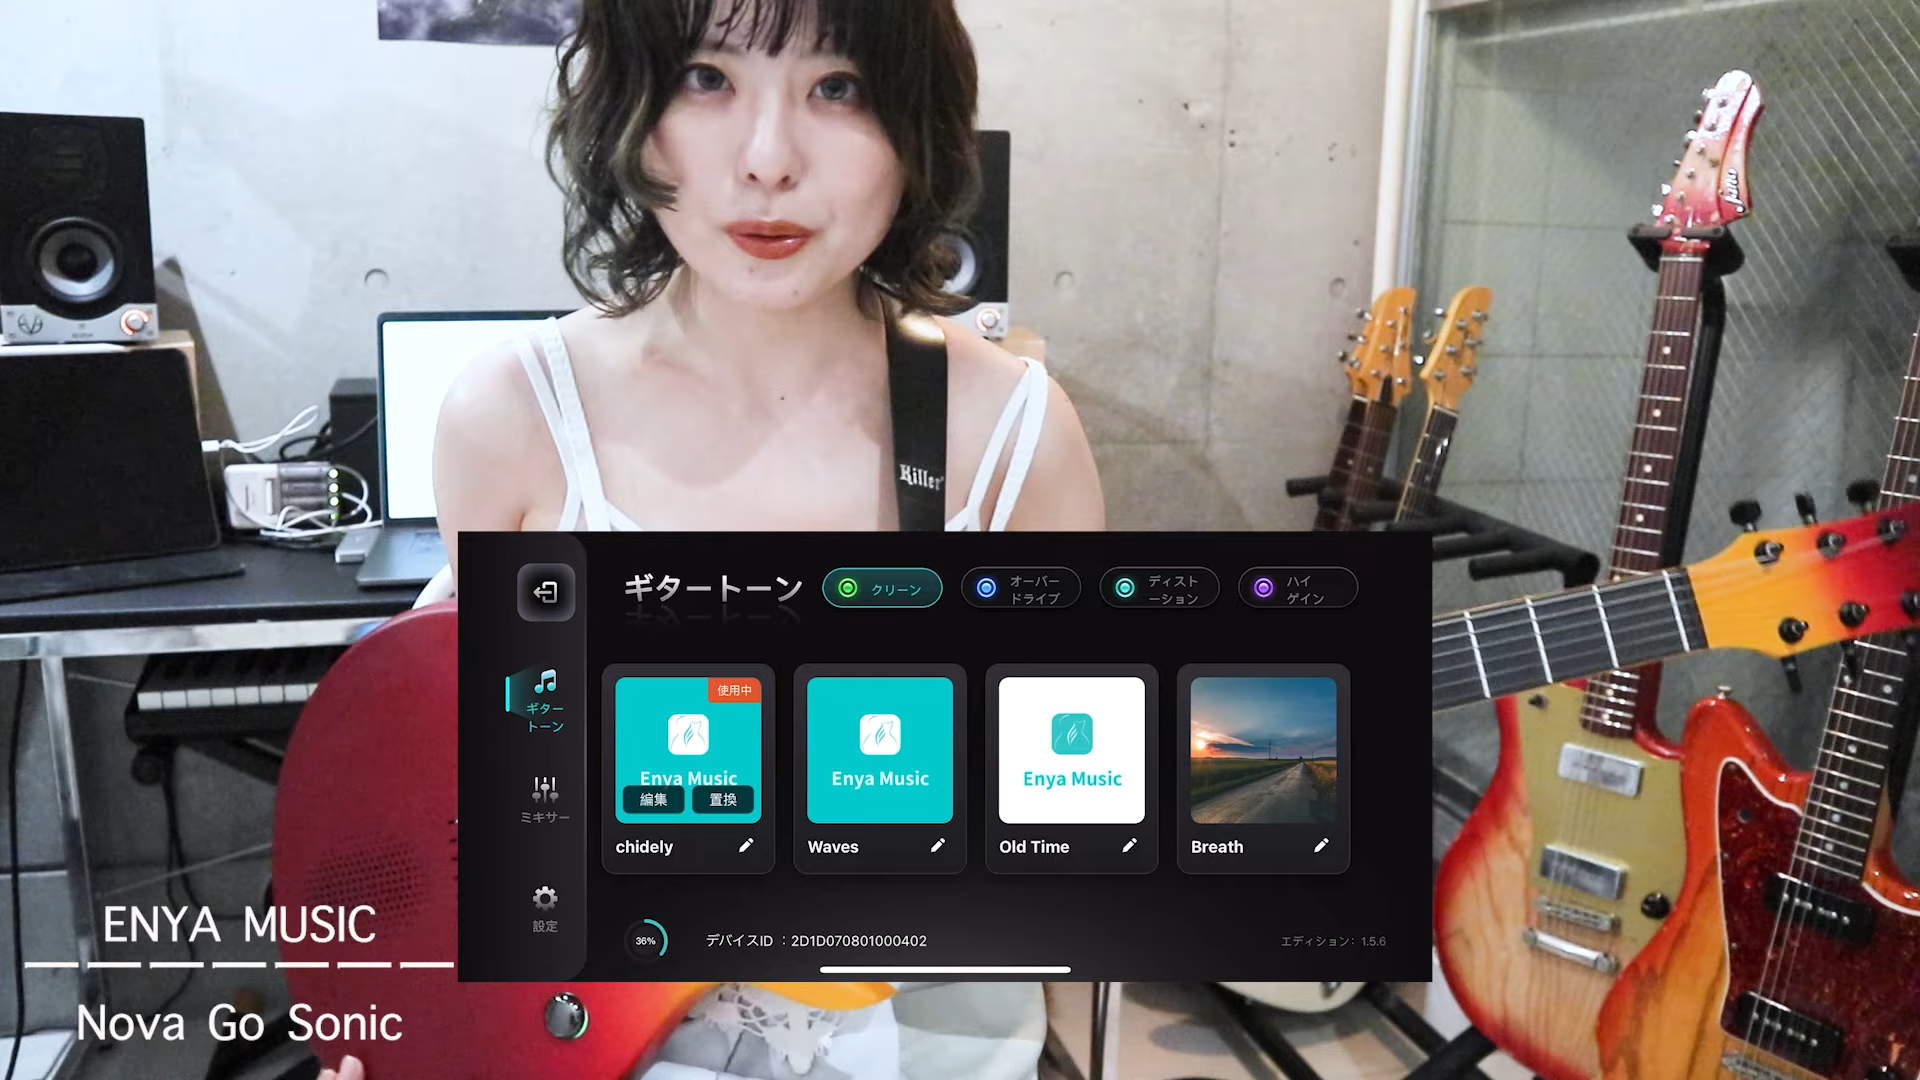 Killer
ギタートーン
クリーン
オーバー
ドライブ
ディスト
ーション
ハイ
ゲイン
ギター
トーン
ミキサー
設定
使用中
Enya Music
編集
置換
chidely
Enya Music
Waves
Enya Music
Old Time
Breath
36%
デバイスID ：2D1D070801000402
エディション：1.5.6
ENYA MUSIC
Nova Go Sonic